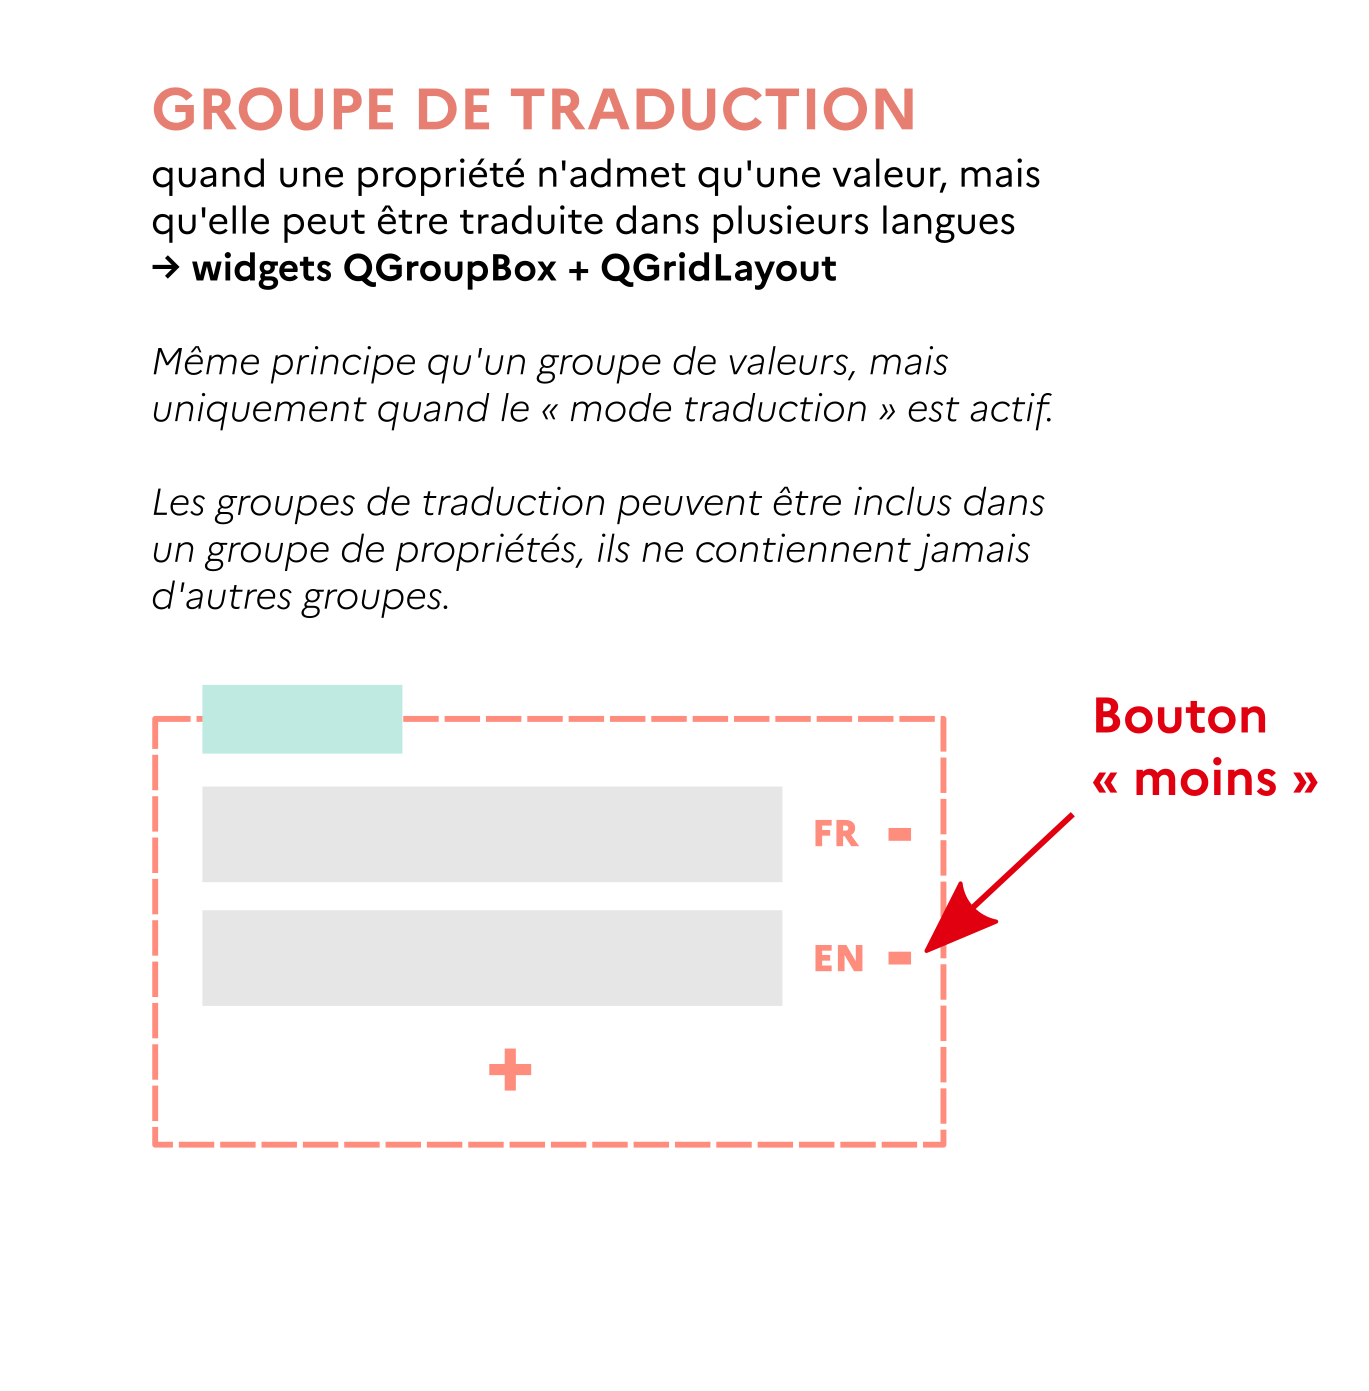 GROUPE DE TRADUCTION
quand une propriété n'admet qu'une valeur, mais
qu'elle peut être traduite dans plusieurs langues
→ widgets QGroupBox + QGridLayout
Même principe qu'un groupe de valeurs, mais
uniquement quand le « mode traduction » est actif.
Les groupes de traduction peuvent être inclus dans
un groupe de propriétés, ils ne contiennent jamais
d'autres groupes.
Bouton
« moins »
FR -
EN -
+